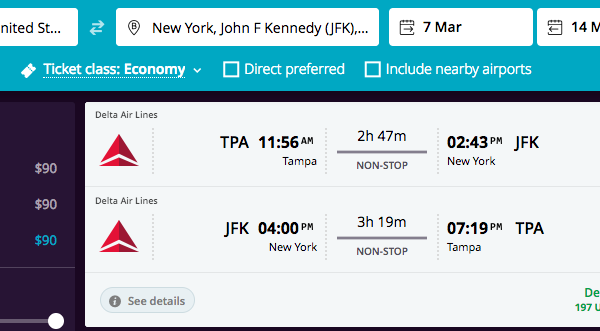 nited St...
B New York, John F Kennedy (JFK),...
7 Mar
14 M
Ticket class: Economy
Direct preferred
Include nearby airports
$90
$90
$90
Delta Air Lines
TPA 11:56 AM
Tampa
2h 47m
NON-STOP
02:43 PM JFK
New York
Delta Air Lines
JFK 04:00 PM
New York
3h 19m
NON-STOP
07:19 PM TPA
Tampa
i See details
De
197 U